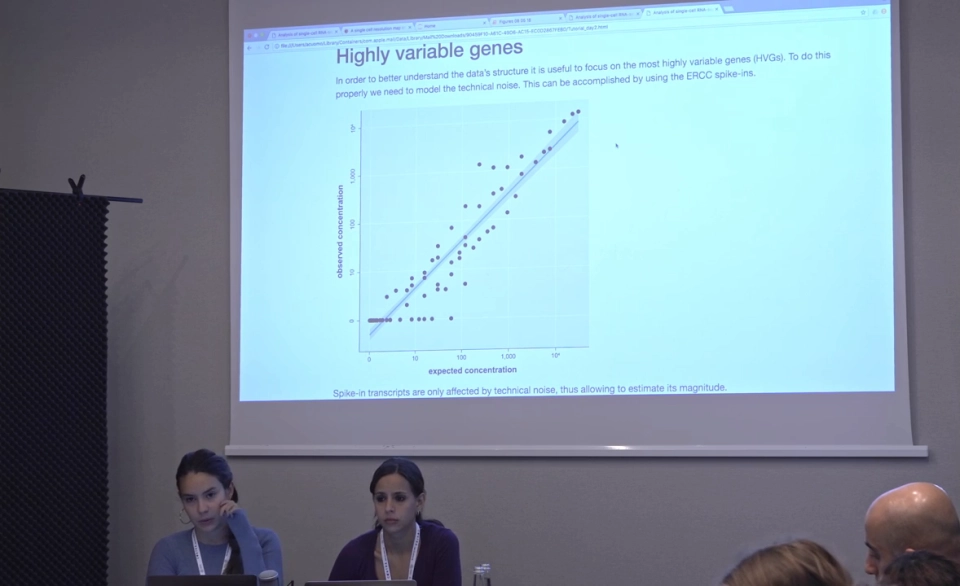 Highly variable genes
In order to better understand the data's structure it is useful to focus on the most highly variable genes (HVGs). To do this
properly we need to model the technical noise. This can be accomplished by using the ERCC spike-ins.
10⁴
1,000
100
10
0
observed concentration
0 10 100 1,000 10⁴
expected concentration
Spike-in transcripts are only affected by technical noise, thus allowing to estimate its magnitude.